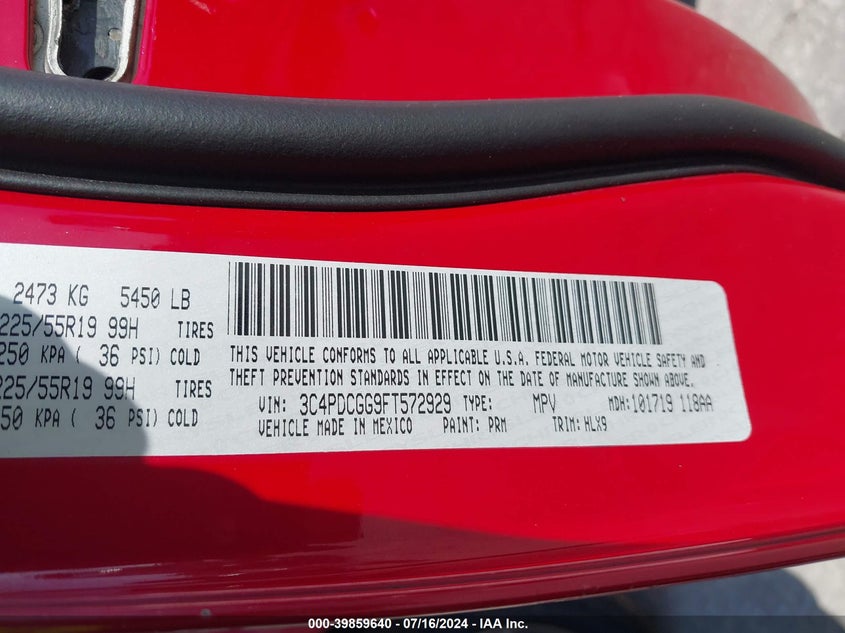 2473 KG 5450 LB
225/55R19 99H TIRES
250 KPA ( 36 PSI) COLD
225/55R19 99H TIRES
50 KPA ( 36 PSI) COLD
THIS VEHICLE CONFORMS TO ALL APPLICABLE U.S.A. FEDERAL MOTOR VEHICLE SAFETY AND
THEFT PREVENTION STANDARDS IN EFFECT ON THE DATE OF MANUFACTURE SHOWN ABOVE.
VIN: 3C4PDCGG9FT572929 TYPE: MPV MDH: 101719 118AA
VEHICLE MADE IN MEXICO PAINT: PRM TRIM: HLX9
000-39859640 - 07/16/2024 - IAA Inc.